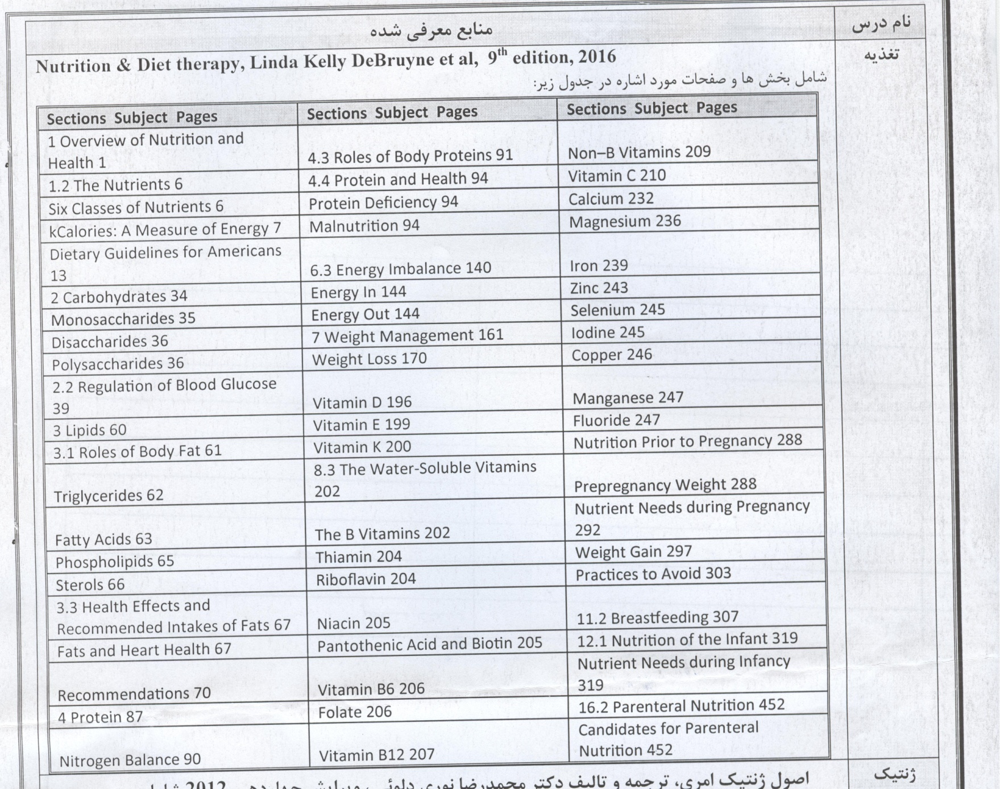 نام درس
منابع معرفی شده
تغذیه
Nutrition & Diet therapy, Linda Kelly DeBruyne et al, 9th edition, 2016
شامل بخش ها و صفحات مورد اشاره در جدول زیر:
Sections Subject Pages Sections Subject Pages Sections Subject Pages
1 Overview of Nutrition and
Health 1 4.3 Roles of Body Proteins 91 Non–B Vitamins 209
1.2 The Nutrients 6 4.4 Protein and Health 94 Vitamin C 210
Six Classes of Nutrients 6 Protein Deficiency 94 Calcium 232
kCalories: A Measure of Energy 7 Malnutrition 94 Magnesium 236
Dietary Guidelines for Americans
13 6.3 Energy Imbalance 140 Iron 239
2 Carbohydrates 34 Energy In 144 Zinc 243
Monosaccharides 35 Energy Out 144 Selenium 245
Disaccharides 36 7 Weight Management 161 Iodine 245
Polysaccharides 36 Weight Loss 170 Copper 246
2.2 Regulation of Blood Glucose
39 Vitamin D 196 Manganese 247
3 Lipids 60 Vitamin E 199 Fluoride 247
3.1 Roles of Body Fat 61 Vitamin K 200 Nutrition Prior to Pregnancy 288
8.3 The Water-Soluble Vitamins
Triglycerides 62 202 Prepregnancy Weight 288
Nutrient Needs during Pregnancy
Fatty Acids 63 The B Vitamins 202 292
Phospholipids 65 Thiamin 204 Weight Gain 297
Sterols 66 Riboflavin 204 Practices to Avoid 303
3.3 Health Effects and
Recommended Intakes of Fats 67 Niacin 205 11.2 Breastfeeding 307
Fats and Heart Health 67 Pantothenic Acid and Biotin 205 12.1 Nutrition of the Infant 319
Nutrient Needs during Infancy
Recommendations 70 Vitamin B6 206 319
4 Protein 87 Folate 206 16.2 Parenteral Nutrition 452
Candidates for Parenteral
Nitrogen Balance 90 Vitamin B12 207 Nutrition 452
ژنتیک
اصول ژنتیک امری، ترجمه و تالیف دکتر محمدرضا نوری دلوئی، ویرایش چهاردهم، 2012